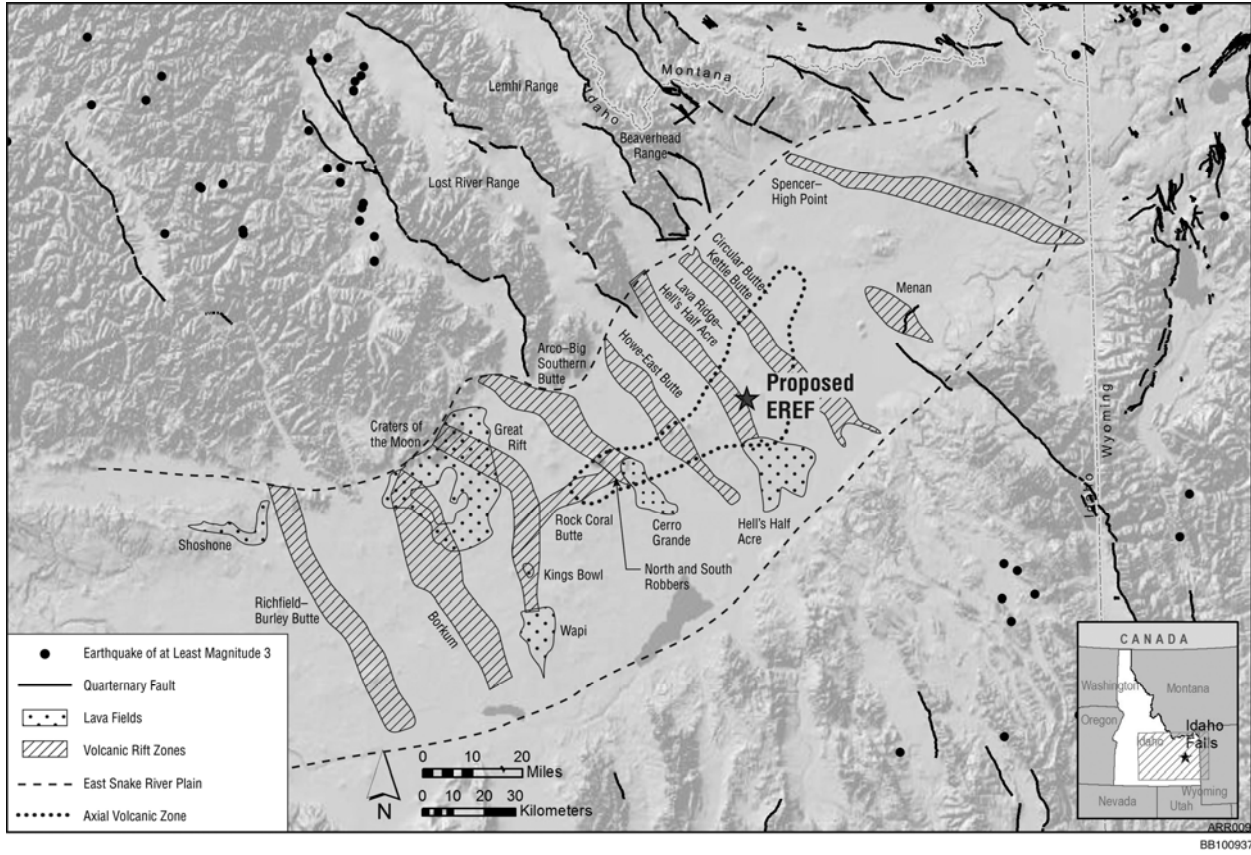 Montana
Idaho
Lemhi Range
Beaverhead
Range
Lost River Range
Spencer–
High Point
Circular Butte–
Kettle Butte
Lava Ridge–
Hell's Half Acre
Menan
Howe-East Butte
Arco–Big
Southern
Butte
Proposed
EREF
Craters of
the Moon
Great
Rift
Wyoming
Idaho
Shoshone
Rock Coral
Butte
Cerro
Grande
Hell's Half
Acre
North and South
Robbers
Kings Bowl
Richfield–
Burley Butte
Borkum
Wapi
Earthquake of at Least Magnitude 3
Quaternary Fault
Lava Fields
Volcanic Rift Zones
East Snake River Plain
Axial Volcanic Zone
N
0 10 20
Miles
0 10 20 30
Kilometers
CANADA
Washington
Montana
Oregon
Idaho
Idaho
Falls
Wyoming
Nevada
Utah
ARR009
BB100937